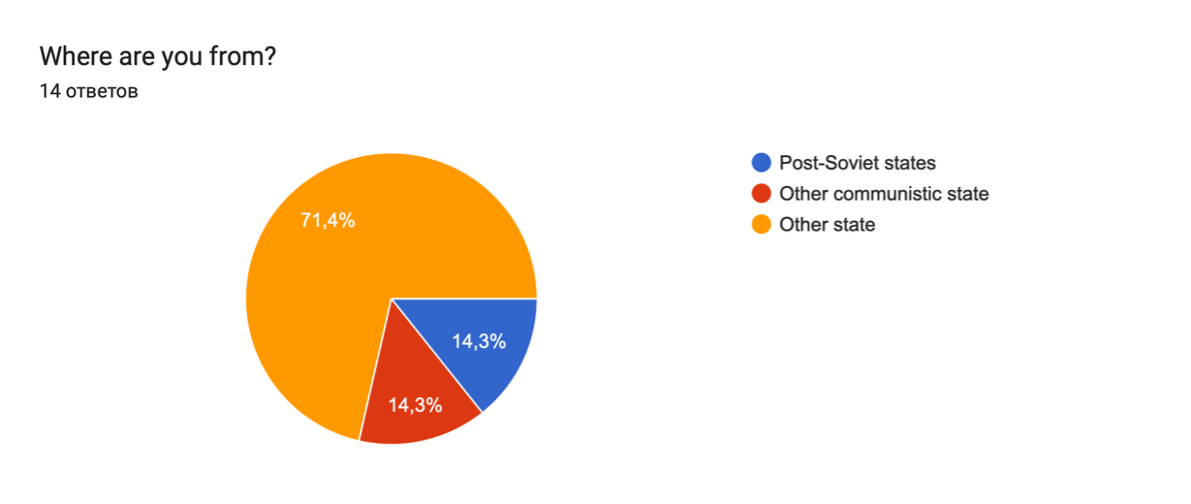 Where are you from?
14 ответов
71,4%
14,3%
14,3%
Post-Soviet states
Other communistic state
Other state